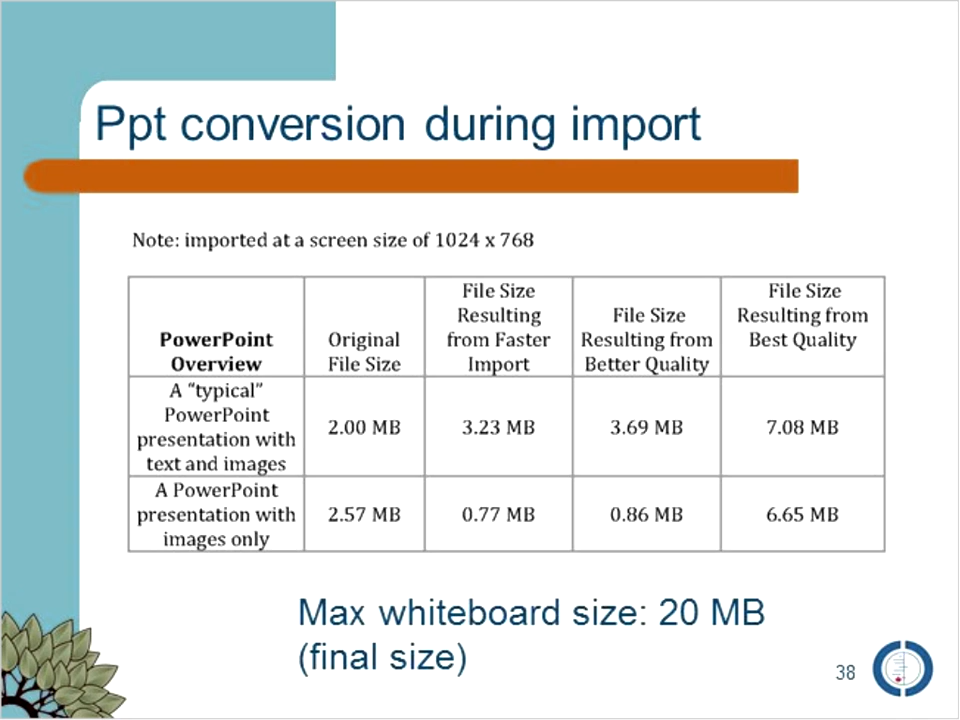 Ppt conversion during import
Note: imported at a screen size of 1024 x 768
PowerPoint
Overview
Original
File Size
File Size
Resulting
from Faster
Import
File Size
Resulting from
Better Quality
File Size
Resulting from
Best Quality
A “typical”
PowerPoint
presentation with
text and images
2.00 MB
3.23 MB
3.69 MB
7.08 MB
A PowerPoint
presentation with
images only
2.57 MB
0.77 MB
0.86 MB
6.65 MB
Max whiteboard size: 20 MB
(final size)
38